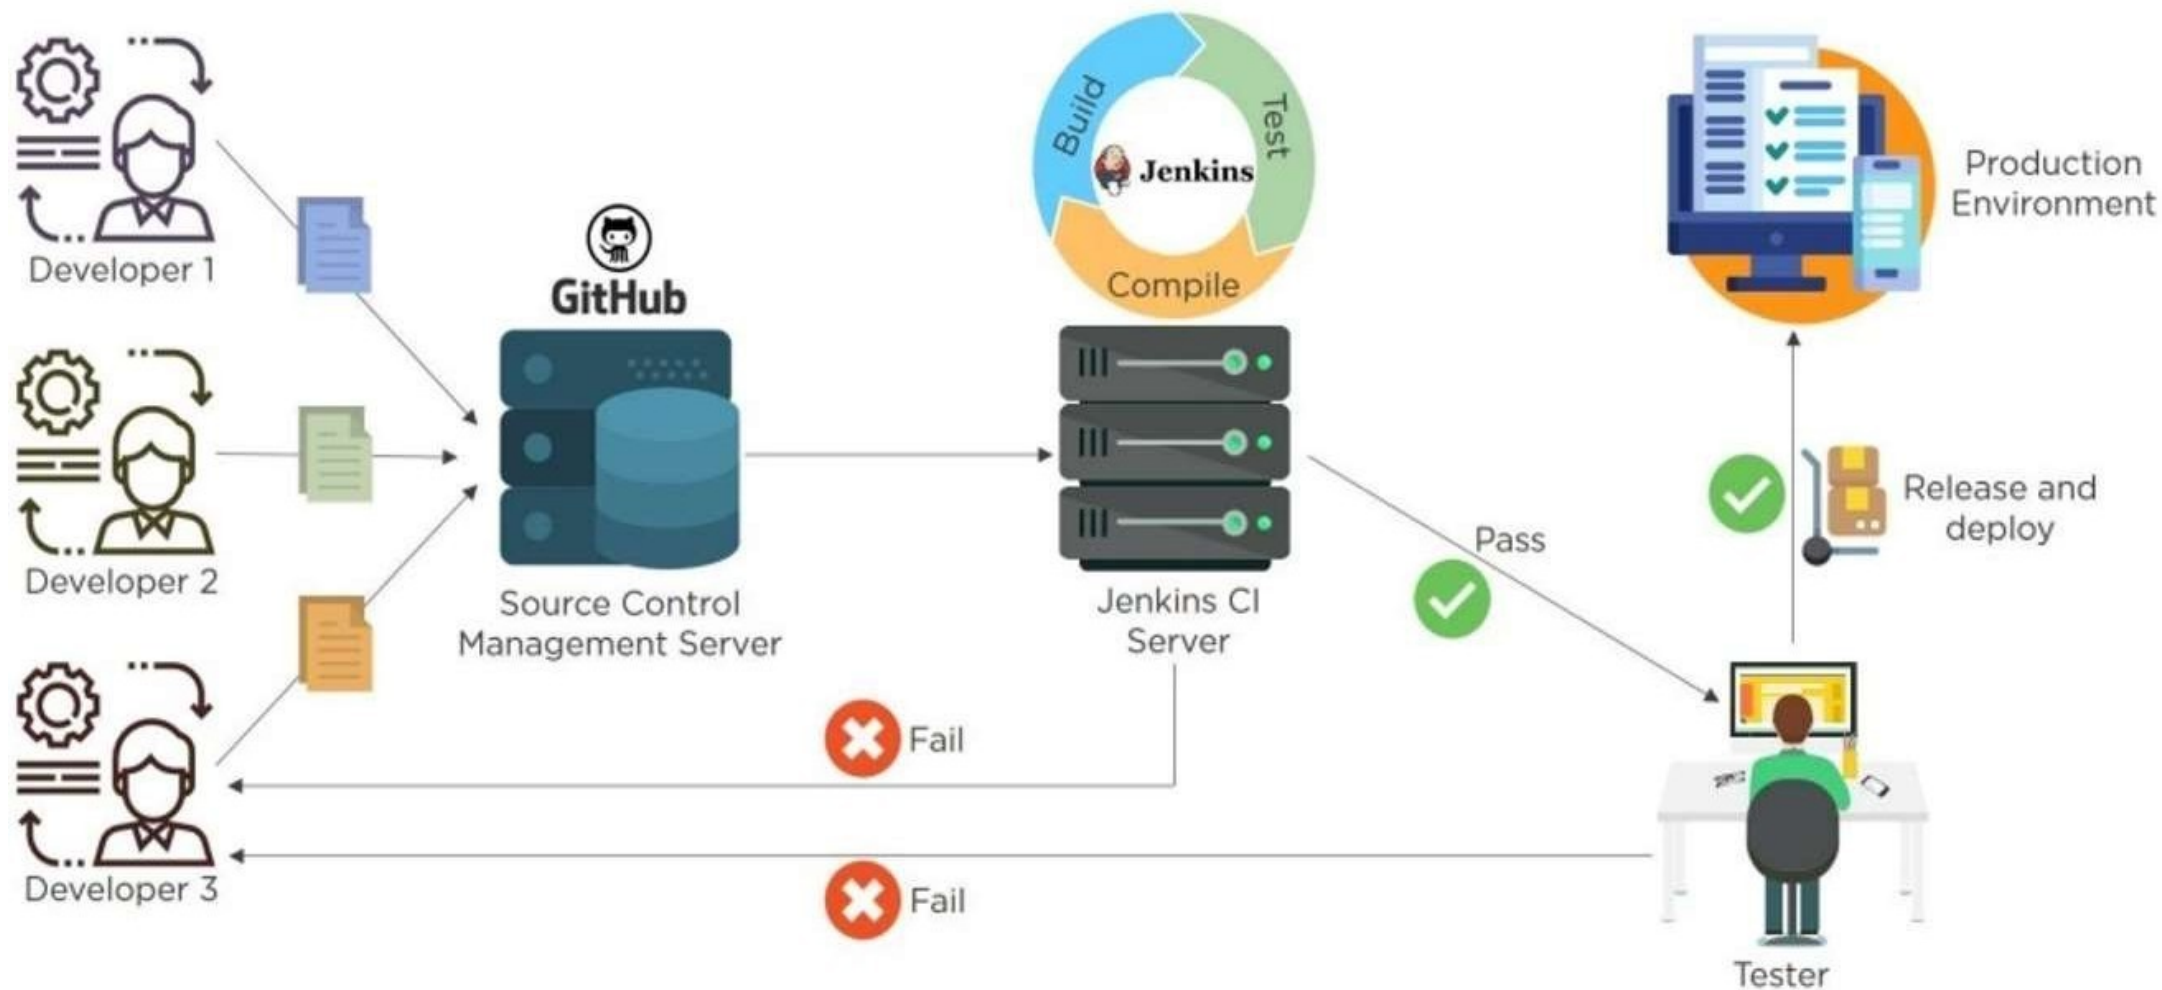 Developer 1
Developer 2
Developer 3
GitHub
Source Control
Management Server
Build
Test
Compile
Jenkins
Jenkins CI
Server
Pass
Fail
Fail
Production
Environment
Release and
deploy
Tester